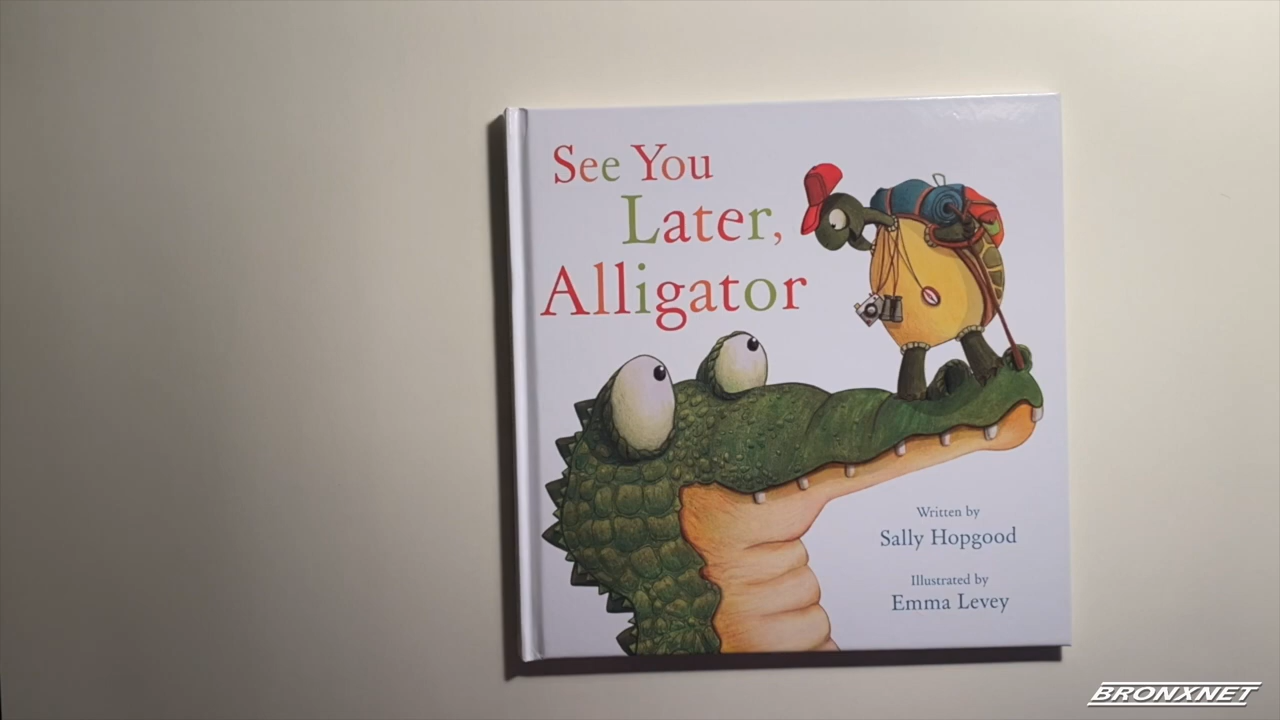 See You
Later,
Alligator
Written by
Sally Hopgood
Illustrated by
Emma Levey
BRONXNET